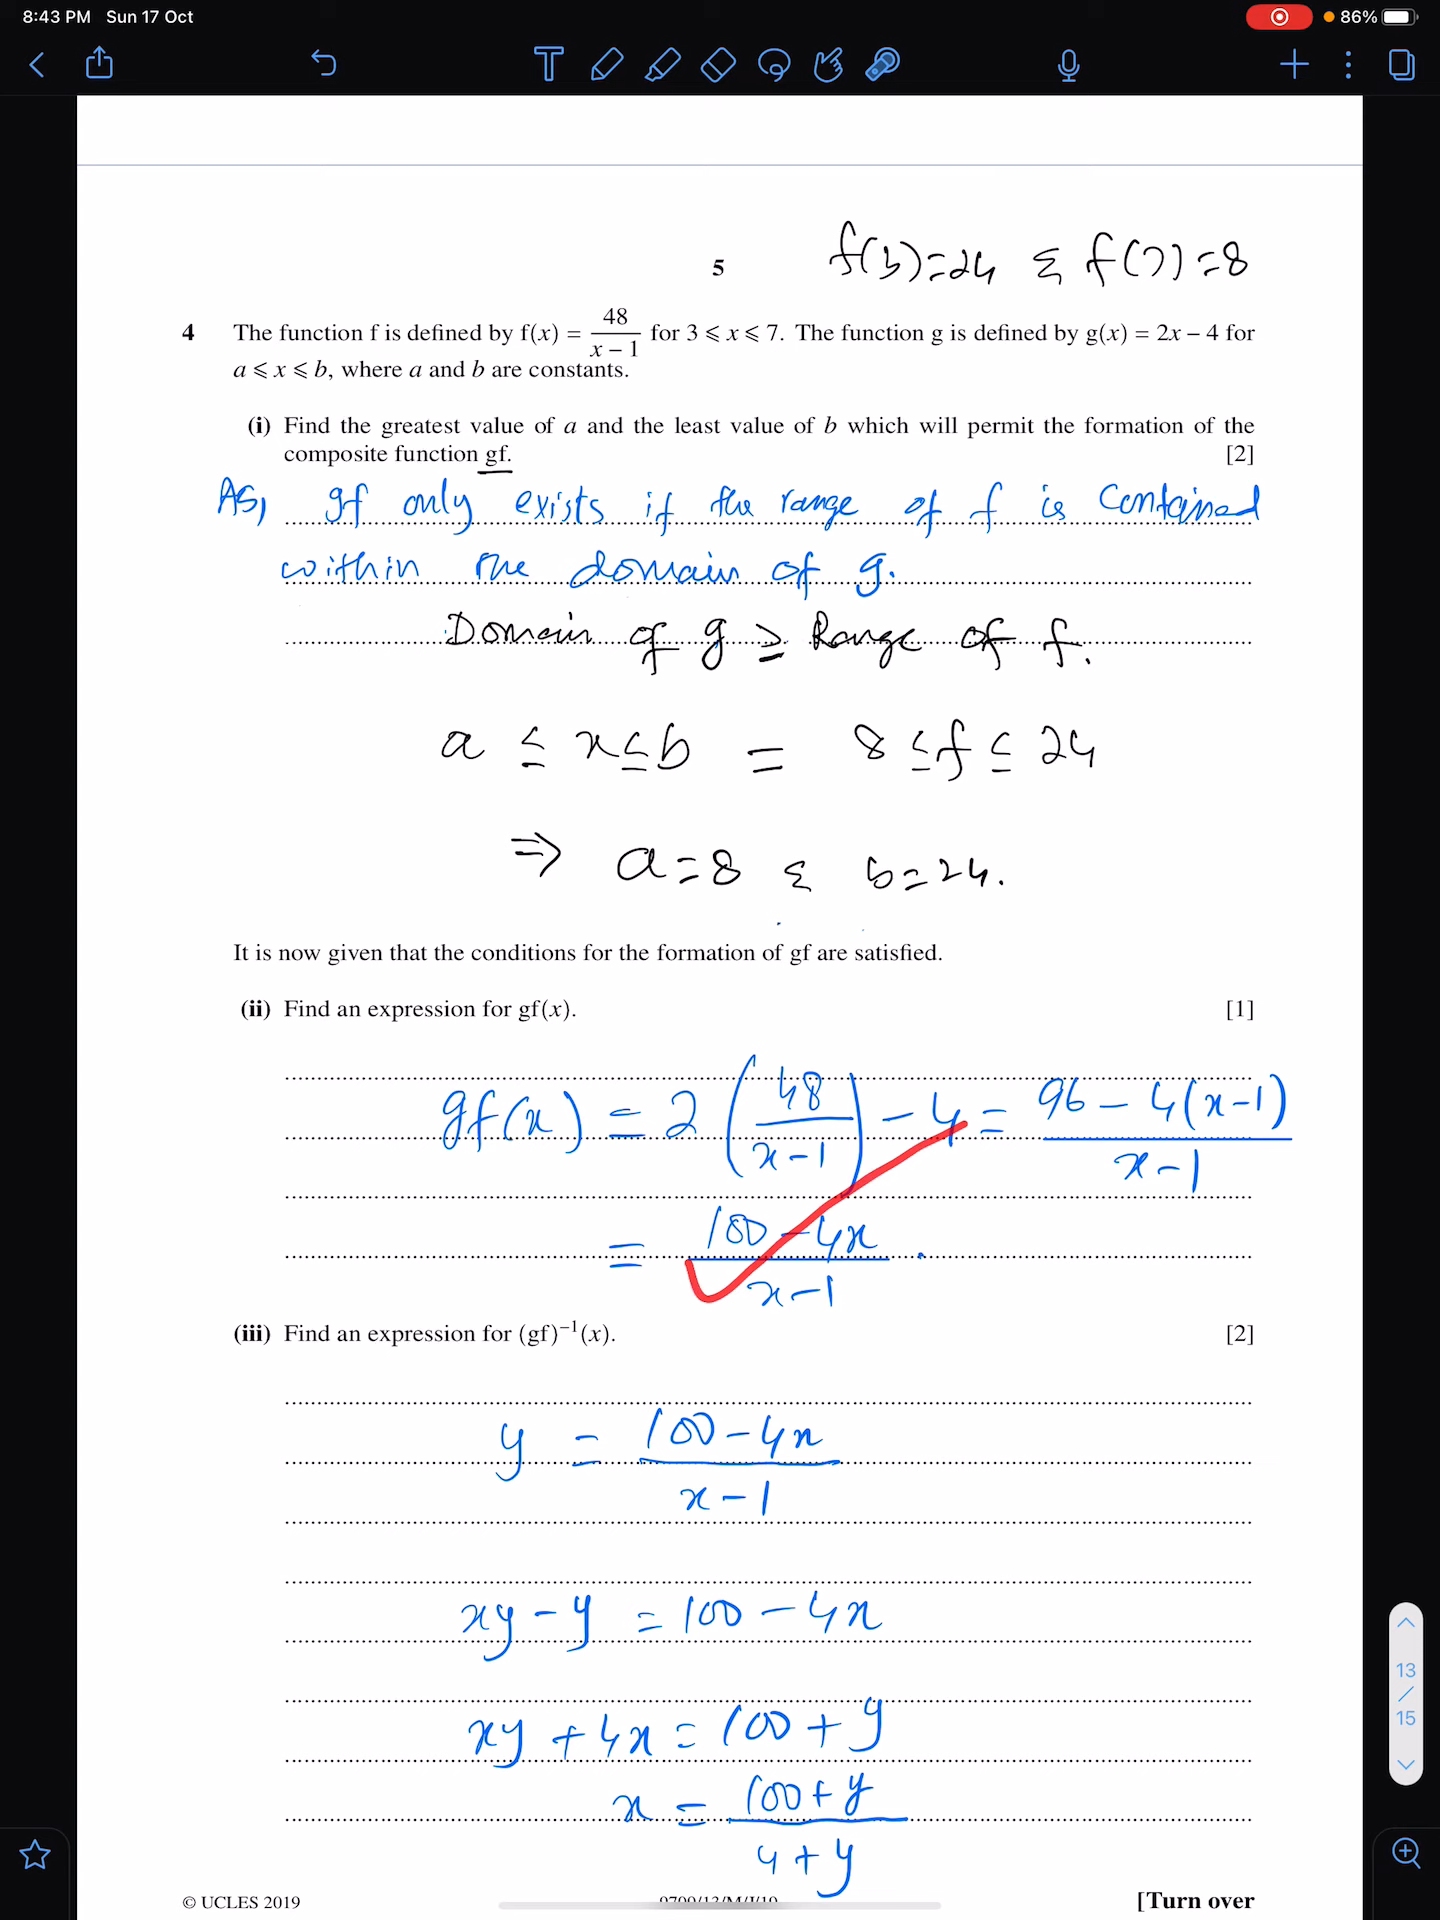 8:43 PM Sun 17 Oct
86%
f(3)=24 & f(7)=8
5
4 The function f is defined by f(x) = 48/(x − 1) for 3 ⩽ x ⩽ 7. The function g is defined by g(x) = 2x − 4 for
a ⩽ x ⩽ b, where a and b are constants.
(i) Find the greatest value of a and the least value of b which will permit the formation of the
composite function gf. [2]
As, gf only exists if the range of f is contained
within the domain of g.
Domain of g ≥ Range of f.
a ≤ x ≤ b = 8 ≤ f ≤ 24
⇒ a=8 & b=24.
It is now given that the conditions for the formation of gf are satisfied.
(ii) Find an expression for gf(x). [1]
gf(x) = 2(48/(x−1)) − 4 = (96 − 4(x−1))/(x−1)
= (100 − 4x)/(x−1).
(iii) Find an expression for (gf)⁻¹(x). [2]
y = (100 − 4x)/(x−1)
xy − y = 100 − 4x
xy + 4x = 100 + y
x = (100 + y)/(4 + y)
13
/
15
© UCLES 2019 9709/13/M/J/19 [Turn over